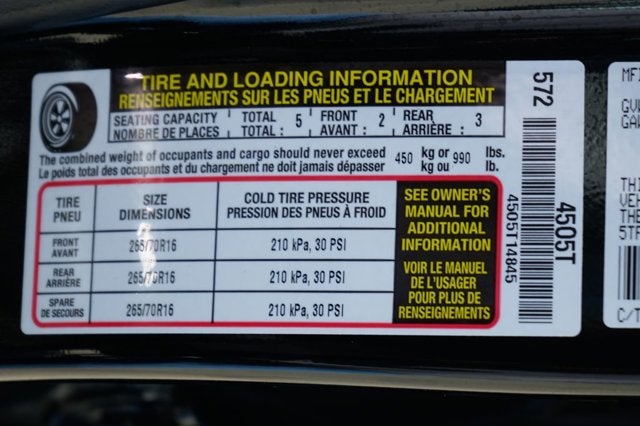 TIRE AND LOADING INFORMATION
RENSEIGNEMENTS SUR LES PNEUS ET LE CHARGEMENT
SEATING CAPACITY TOTAL 5 FRONT 2 REAR 3
NOMBRE DE PLACES TOTAL : AVANT : ARRIÈRE :
The combined weight of occupants and cargo should never exceed 450 kg or 990 lbs.
Le poids total des occupants et du chargement ne doit jamais dépasser kg ou lb.
TIRE SIZE COLD TIRE PRESSURE
PNEU DIMENSIONS PRESSION DES PNEUS À FROID
FRONT
AVANT 265/70R16 210 kPa, 30 PSI
REAR
ARRIÈRE 265/70R16 210 kPa, 30 PSI
SPARE
DE SECOURS 265/70R16 210 kPa, 30 PSI
SEE OWNER'S
MANUAL FOR
ADDITIONAL
INFORMATION
VOIR LE MANUEL
DE L'USAGER
POUR PLUS DE
RENSEIGNEMENTS
572
4505T14845
4505T
C/T